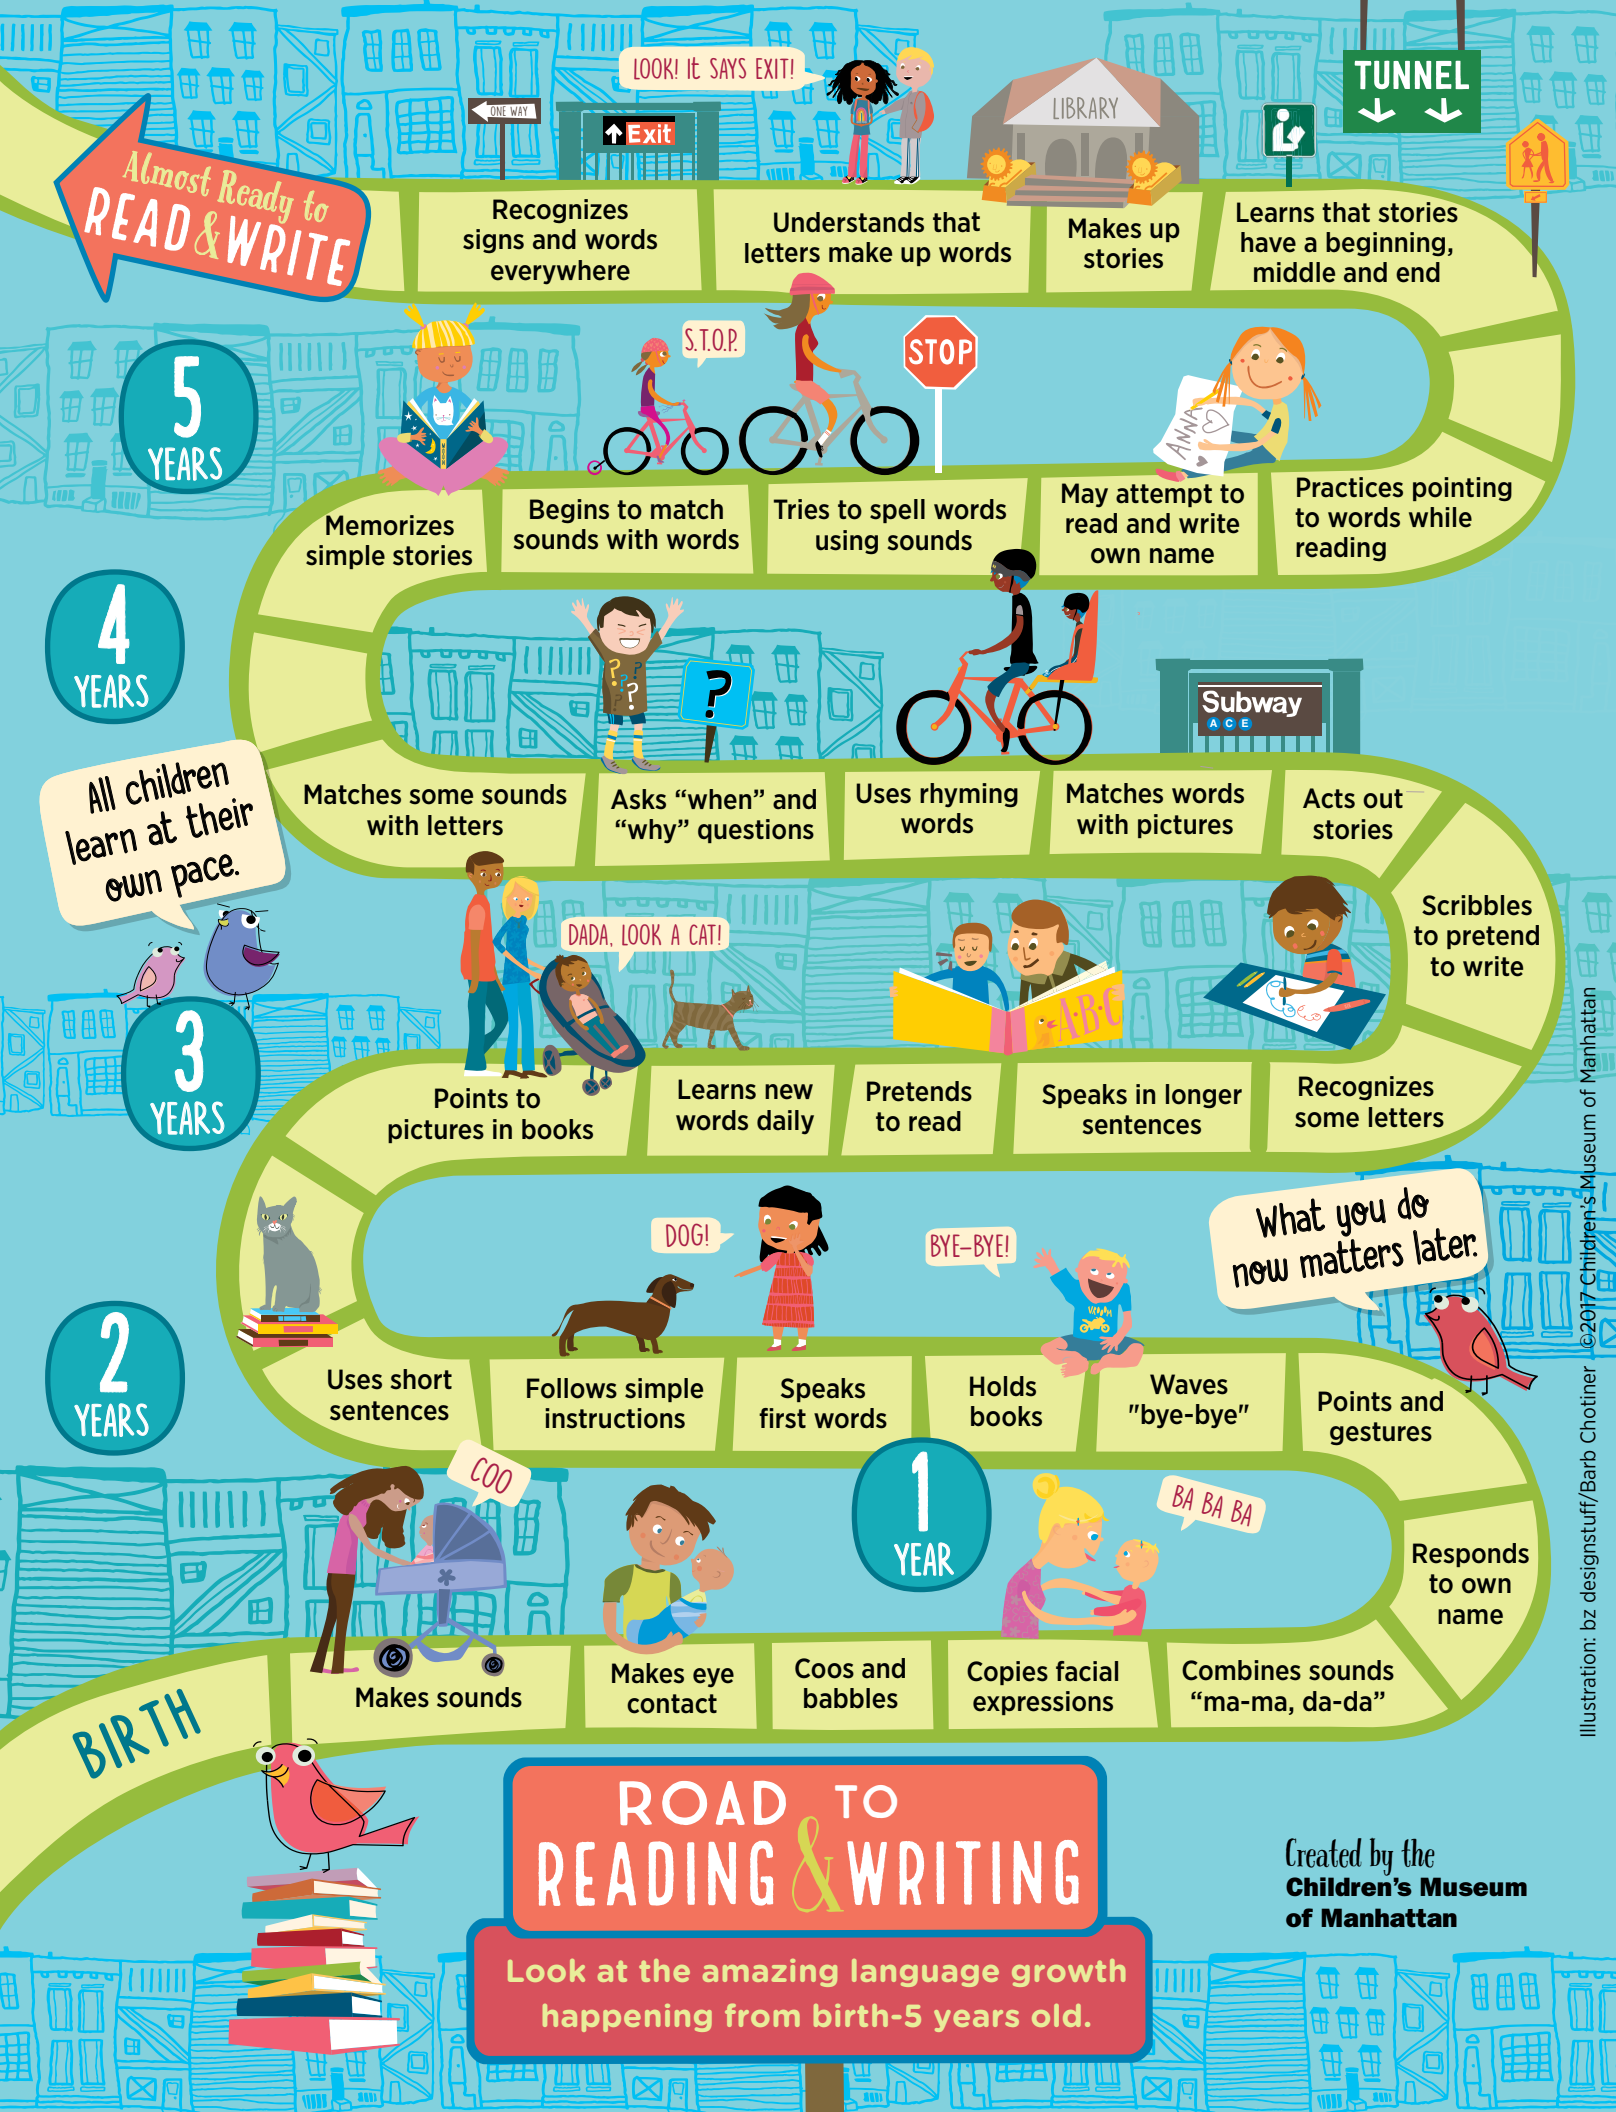 LOOK! It SAYS EXIT!
TUNNEL
ONE WAY
Exit
LIBRARY
Almost Ready to
READ & WRITE
Recognizes
signs and words
everywhere
Understands that
letters make up words
Makes up
stories
Learns that stories
have a beginning,
middle and end
5
YEARS
S.T.O.P.
STOP
ANNA
Memorizes
simple stories
Begins to match
sounds with words
Tries to spell words
using sounds
May attempt to
read and write
own name
Practices pointing
to words while
reading
4
YEARS
?
Subway
A C E
All children
learn at their
own pace.
Matches some sounds
with letters
Asks “when” and
“why” questions
Uses rhyming
words
Matches words
with pictures
Acts out
stories
Scribbles
to pretend
to write
DADA, LOOK A CAT!
A·B·C
3
YEARS
Points to
pictures in books
Learns new
words daily
Pretends
to read
Speaks in longer
sentences
Recognizes
some letters
DOG!
BYE-BYE!
VROOM
What you do
now matters later.
2
YEARS
Uses short
sentences
Follows simple
instructions
Speaks
first words
Holds
books
Waves
"bye-bye"
Points and
gestures
COO
1
YEAR
BA BA BA
Responds
to own
name
BIRTH
Makes sounds
Makes eye
contact
Coos and
babbles
Copies facial
expressions
Combines sounds
“ma-ma, da-da”
ROAD TO
READING & WRITING
Look at the amazing language growth
happening from birth-5 years old.
Created by the
Children’s Museum
of Manhattan
Illustration: bz designstuff/Barb Chotiner ©2017 Children’s Museum of Manhattan